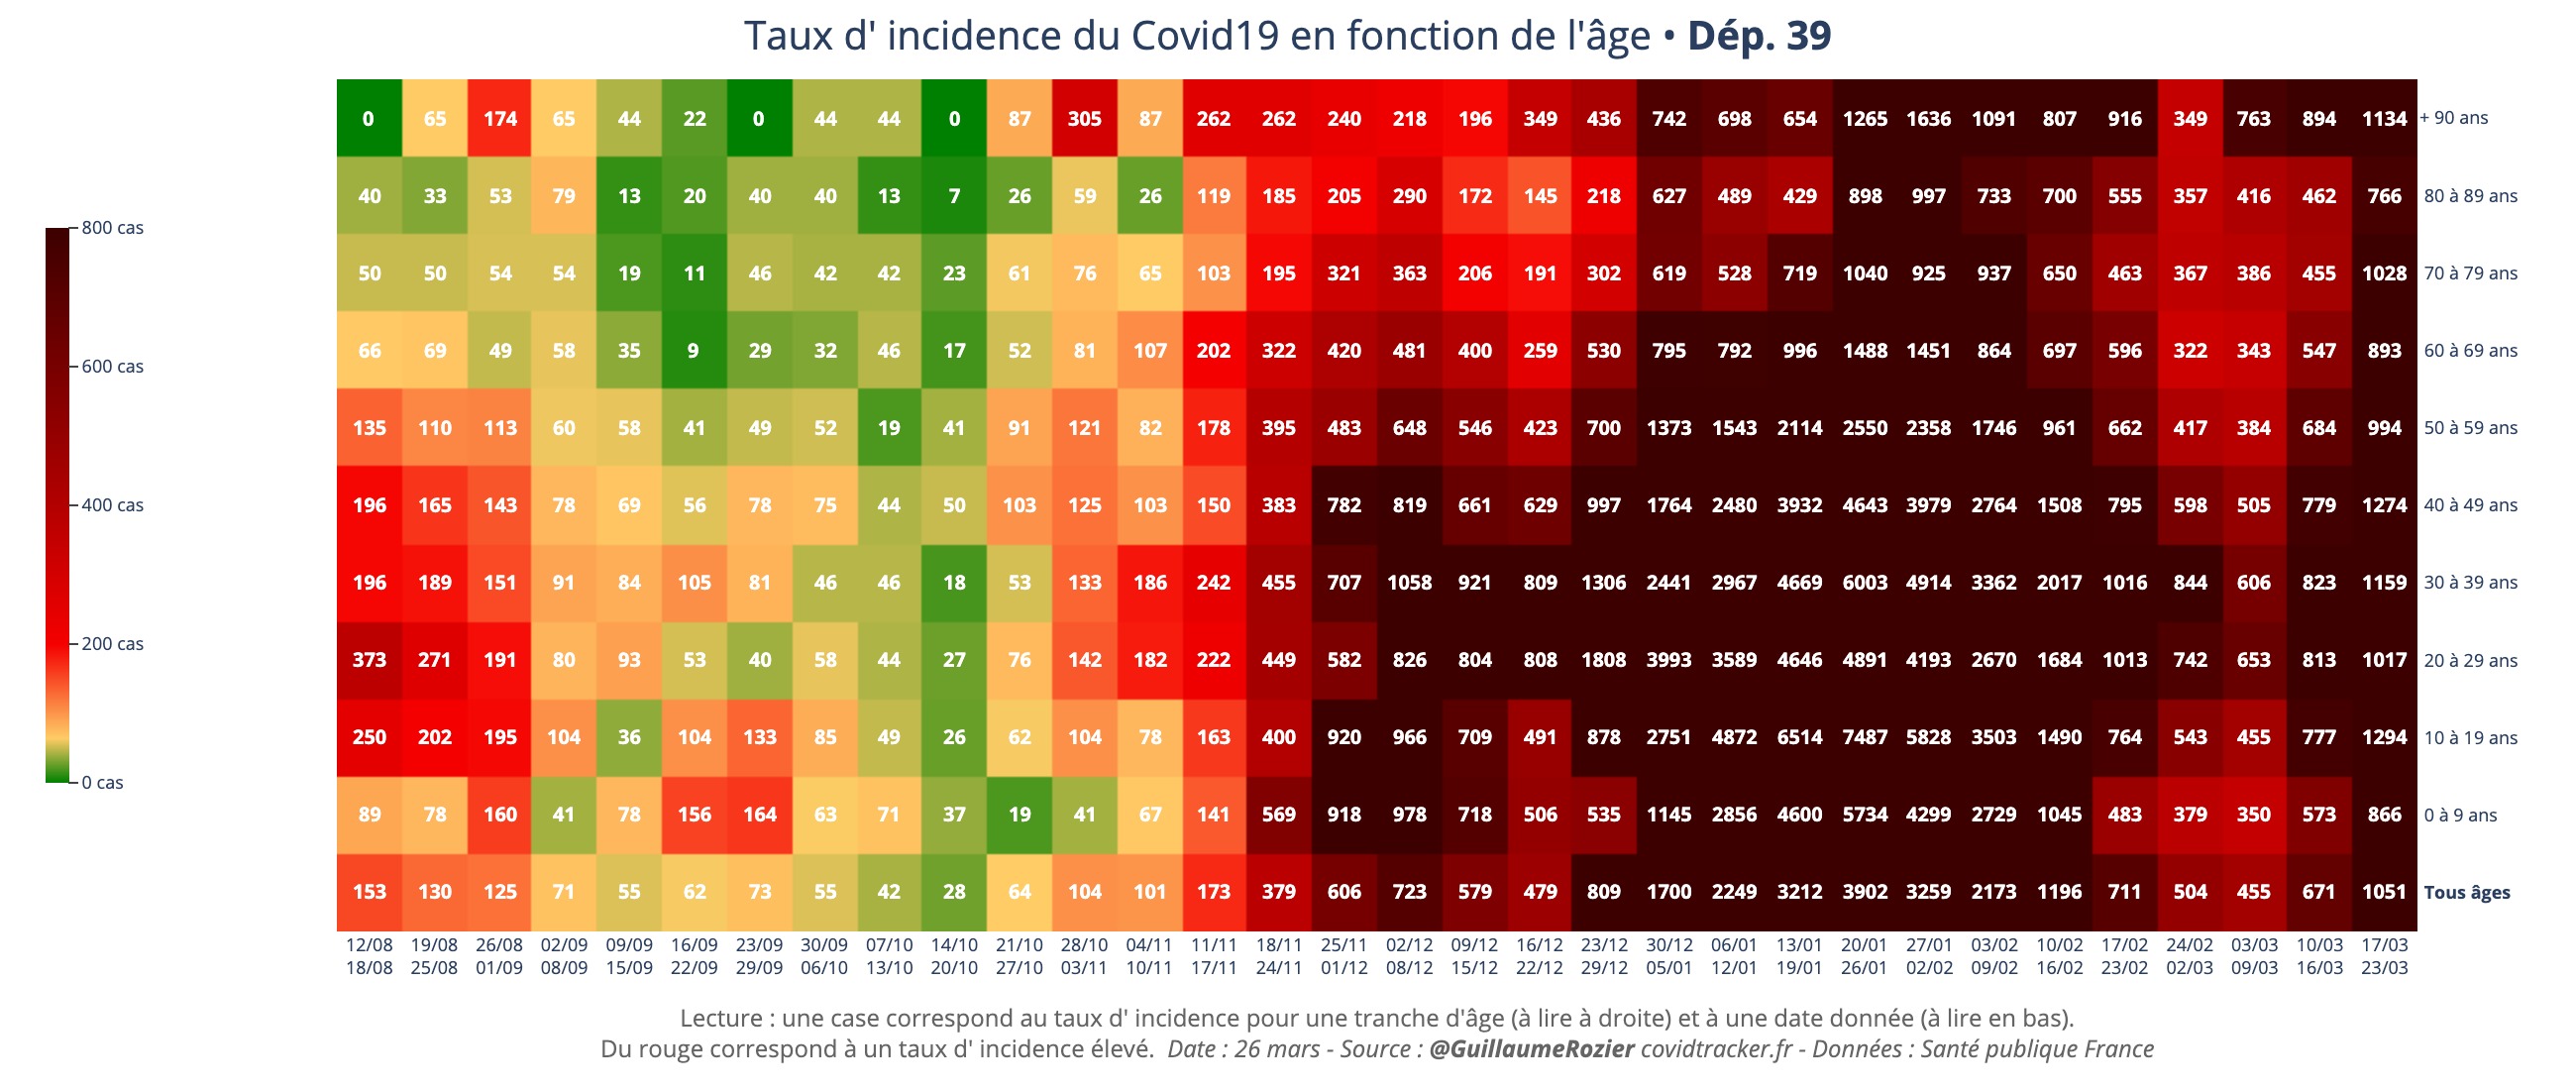 Taux d' incidence du Covid19 en fonction de l'âge • Dép. 39
0 65 174 65 44 22 0 44 44 0 87 305 87 262 262 240 218 196 349 436 742 698 654 1265 1636 1091 807 916 349 763 894 1134 + 90 ans
40 33 53 79 13 20 40 40 13 7 26 59 26 119 185 205 290 172 145 218 627 489 429 898 997 733 700 555 357 416 462 766 80 à 89 ans
800 cas
50 50 54 54 19 11 46 42 42 23 61 76 65 103 195 321 363 206 191 302 619 528 719 1040 925 937 650 463 367 386 455 1028 70 à 79 ans
66 69 49 58 35 9 29 32 46 17 52 81 107 202 322 420 481 400 259 530 795 792 996 1488 1451 864 697 596 322 343 547 893 60 à 69 ans
600 cas
135 110 113 60 58 41 49 52 19 41 91 121 82 178 395 483 648 546 423 700 1373 1543 2114 2550 2358 1746 961 662 417 384 684 994 50 à 59 ans
400 cas
196 165 143 78 69 56 78 75 44 50 103 125 103 150 383 782 819 661 629 997 1764 2480 3932 4643 3979 2764 1508 795 598 505 779 1274 40 à 49 ans
196 189 151 91 84 105 81 46 46 18 53 133 186 242 455 707 1058 921 809 1306 2441 2967 4669 6003 4914 3362 2017 1016 844 606 823 1159 30 à 39 ans
200 cas
373 271 191 80 93 53 40 58 44 27 76 142 182 222 449 582 826 804 808 1808 3993 3589 4646 4891 4193 2670 1684 1013 742 653 813 1017 20 à 29 ans
250 202 195 104 36 104 133 85 49 26 62 104 78 163 400 920 966 709 491 878 2751 4872 6514 7487 5828 3503 1490 764 543 455 777 1294 10 à 19 ans
0 cas
89 78 160 41 78 156 164 63 71 37 19 41 67 141 569 918 978 718 506 535 1145 2856 4600 5734 4299 2729 1045 483 379 350 573 866 0 à 9 ans
153 130 125 71 55 62 73 55 42 28 64 104 101 173 379 606 723 579 479 809 1700 2249 3212 3902 3259 2173 1196 711 504 455 671 1051 Tous âges
12/08 19/08 26/08 02/09 09/09 16/09 23/09 30/09 07/10 14/10 21/10 28/10 04/11 11/11 18/11 25/11 02/12 09/12 16/12 23/12 30/12 06/01 13/01 20/01 27/01 03/02 10/02 17/02 24/02 03/03 10/03 17/03
18/08 25/08 01/09 08/09 15/09 22/09 29/09 06/10 13/10 20/10 27/10 03/11 10/11 17/11 24/11 01/12 08/12 15/12 22/12 29/12 05/01 12/01 19/01 26/01 02/02 09/02 16/02 23/02 02/03 09/03 16/03 23/03
Lecture : une case correspond au taux d' incidence pour une tranche d'âge (à lire à droite) et à une date donnée (à lire en bas).
Du rouge correspond à un taux d' incidence élevé. Date : 26 mars - Source : @GuillaumeRozier covidtracker.fr - Données : Santé publique France